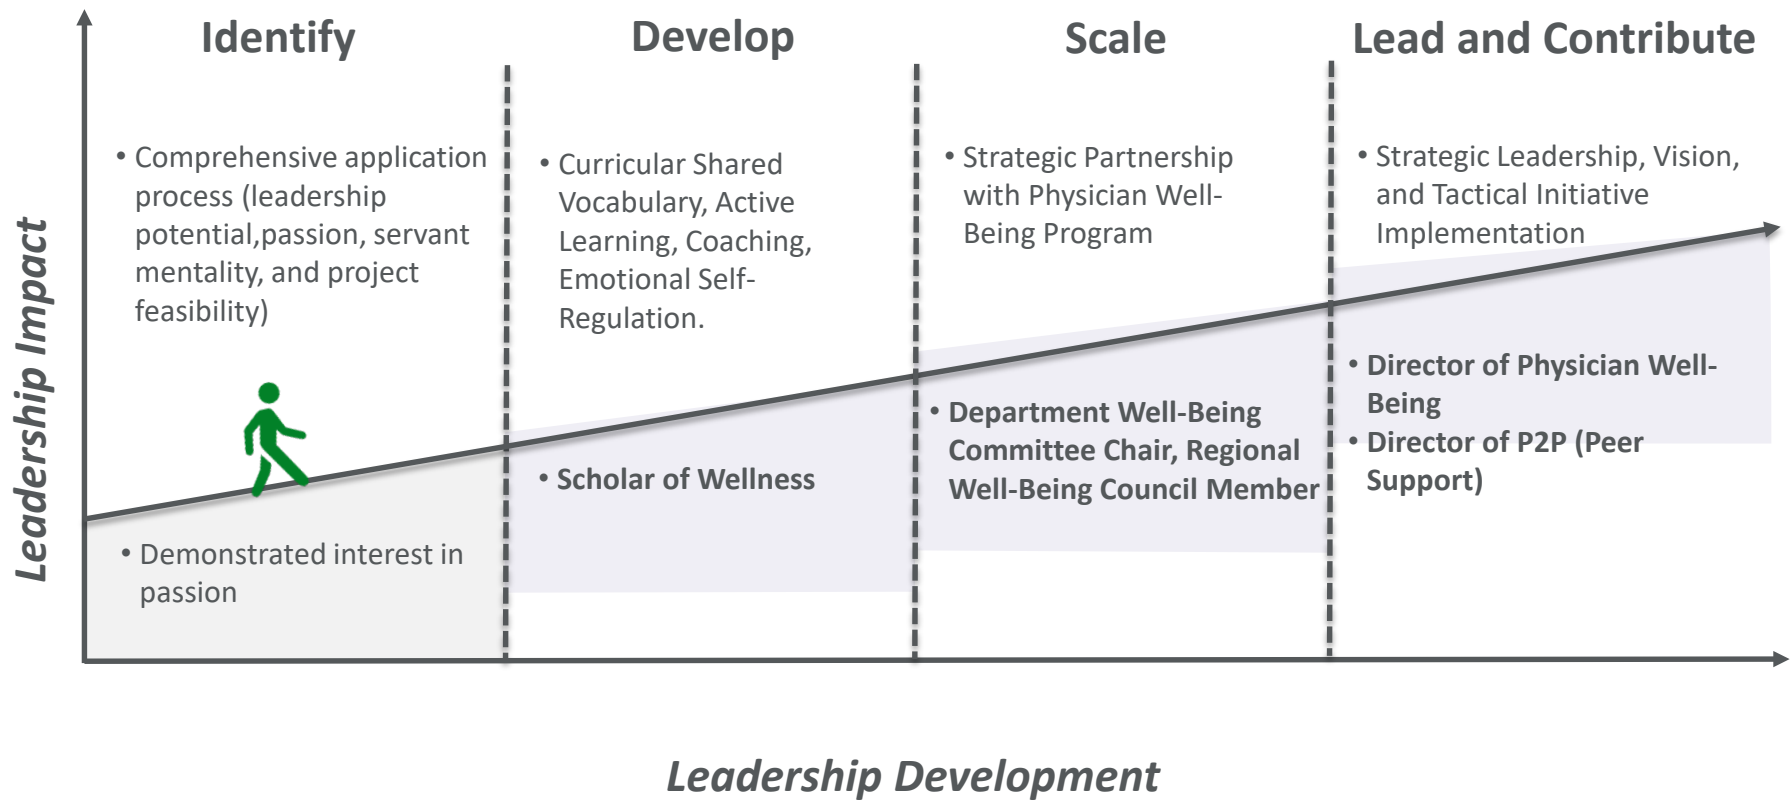 Identify
Develop
Scale
Lead and Contribute
• Comprehensive application
process (leadership
potential,passion, servant
mentality, and project
feasibility)
• Curricular Shared
Vocabulary, Active
Learning, Coaching,
Emotional Self-
Regulation.
• Strategic Partnership
with Physician Well-
Being Program
• Strategic Leadership, Vision,
and Tactical Initiative
Implementation
Leadership Impact
• Demonstrated interest in
passion
• Scholar of Wellness
• Department Well-Being
Committee Chair, Regional
Well-Being Council Member
• Director of Physician Well-
Being
• Director of P2P (Peer
Support)
Leadership Development